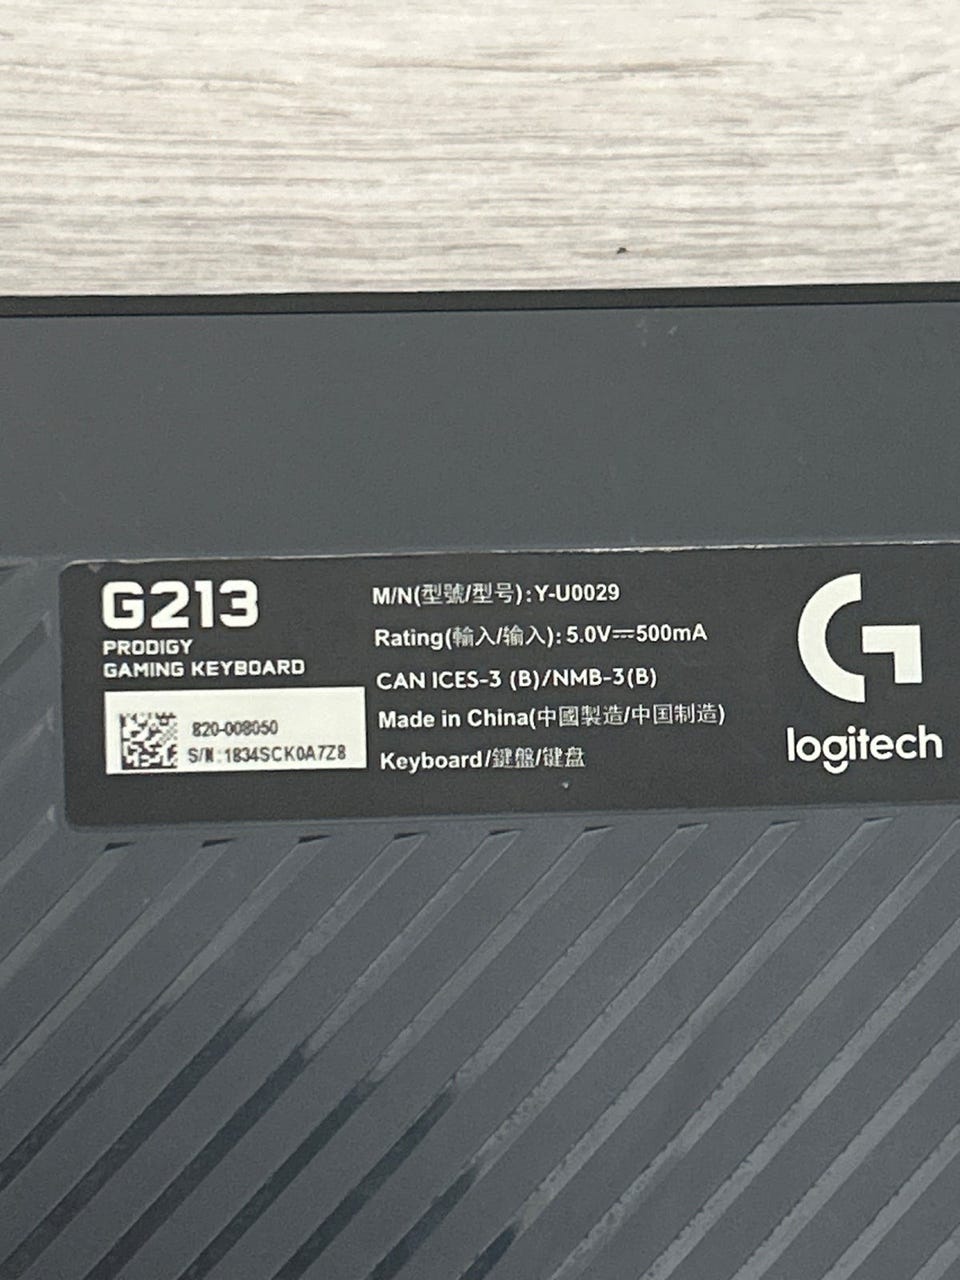 G213
PRODIGY
GAMING KEYBOARD
820-008050
S/N:1834SCK0A7Z8
M/N(型號/型号):Y-U0029
Rating(輸入/输入):5.0V⎓500mA
CAN ICES-3 (B)/NMB-3(B)
Made in China(中國製造/中国制造)
Keyboard/鍵盤/键盘
logitech